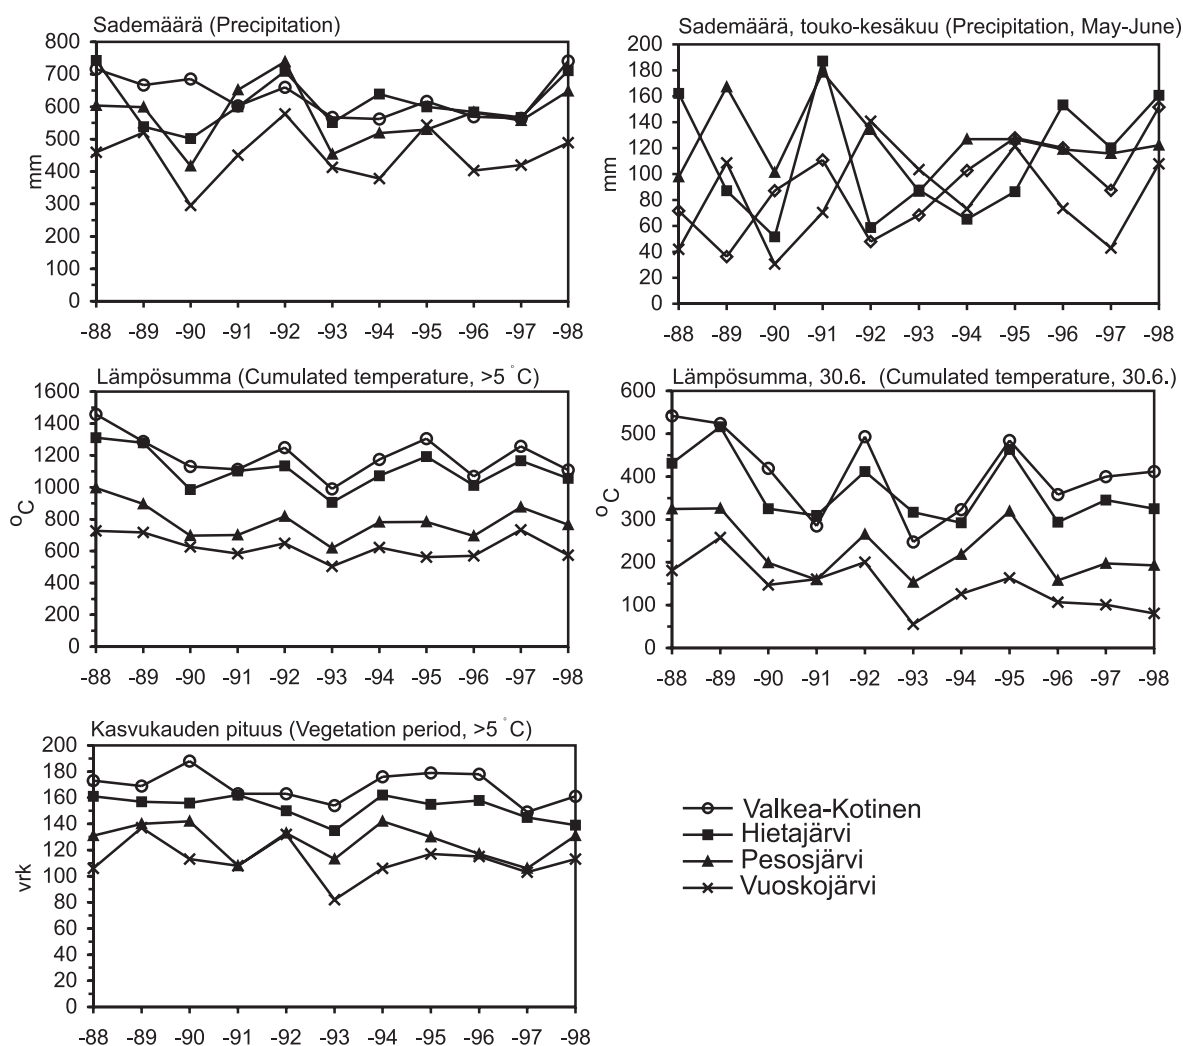 Sademäärä (Precipitation)
800
700
600
500
400
300
200
100
0
mm
-88 -89 -90 -91 -92 -93 -94 -95 -96 -97 -98
Sademäärä, touko-kesäkuu (Precipitation, May-June)
200
180
160
140
120
100
80
60
40
20
0
mm
-88 -89 -90 -91 -92 -93 -94 -95 -96 -97 -98
Lämpösumma (Cumulated temperature, >5 °C)
1600
1400
1200
1000
800
600
400
200
0
°C
-88 -89 -90 -91 -92 -93 -94 -95 -96 -97 -98
Lämpösumma, 30.6. (Cumulated temperature, 30.6.)
600
500
400
300
200
100
0
°C
-88 -89 -90 -91 -92 -93 -94 -95 -96 -97 -98
Kasvukauden pituus (Vegetation period, >5 °C)
200
180
160
140
120
100
80
60
40
20
0
vrk
-88 -89 -90 -91 -92 -93 -94 -95 -96 -97 -98
Valkea-Kotinen
Hietajärvi
Pesosjärvi
Vuoskojärvi